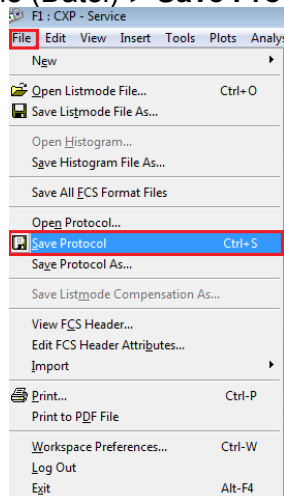 (Datei) > Save Pro
F1 : CXP - Service
File Edit View Insert Tools Plots Analys
New
Open Listmode File... Ctrl+O
Save Listmode File As...
Open Histogram...
Save Histogram File As...
Save All FCS Format Files
Open Protocol...
Save Protocol Ctrl+S
Save Protocol As...
Save Listmode Compensation As...
View FCS Header...
Edit FCS Header Attributes...
Import
Print... Ctrl-P
Print to PDF File
Workspace Preferences... Ctrl-W
Log Out
Exit Alt-F4